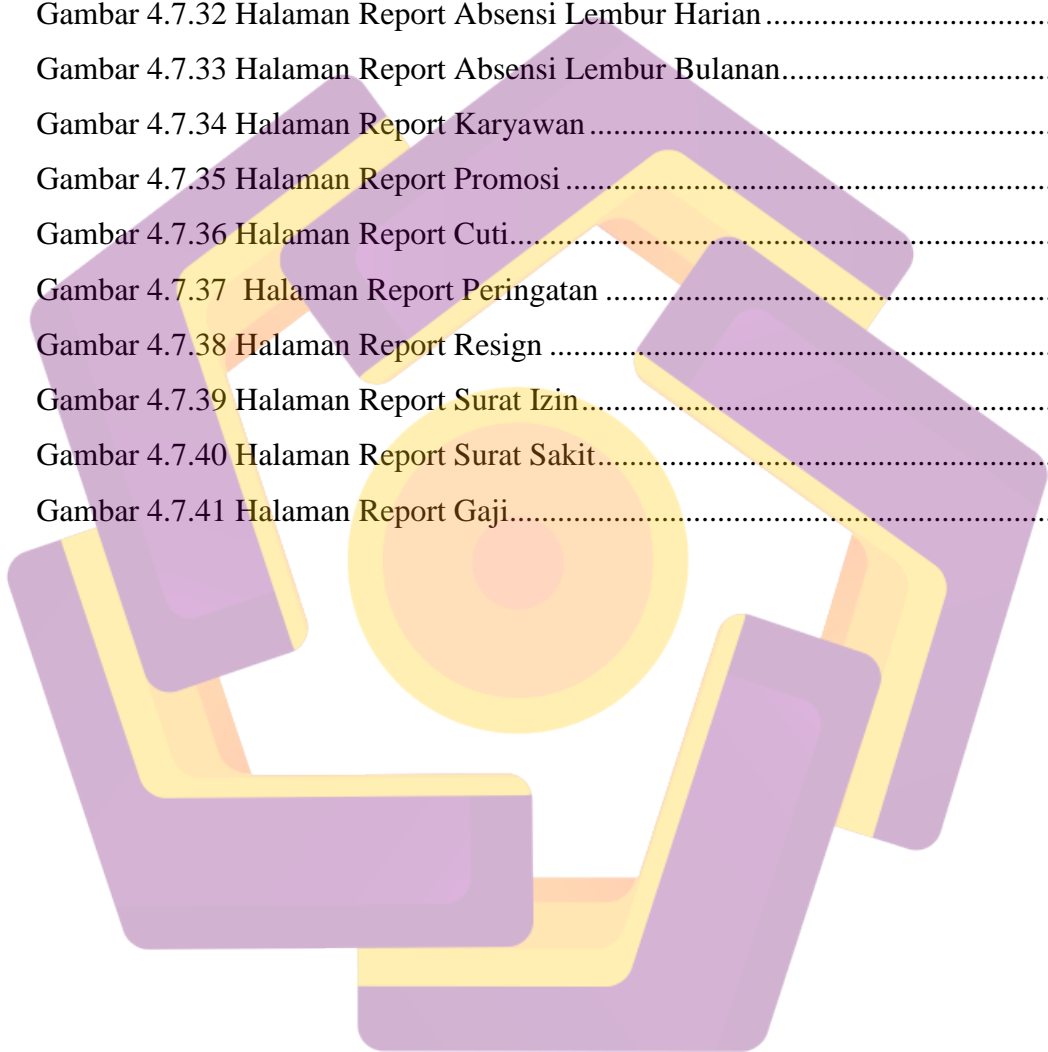 Gambar 4.7.32 Halaman Report Absensi Lembur Harian ........................................
Gambar 4.7.33 Halaman Report Absensi Lembur Bulanan.....................................
Gambar 4.7.34 Halaman Report Karyawan ..............................................................
Gambar 4.7.35 Halaman Report Promosi .................................................................
Gambar 4.7.36 Halaman Report Cuti........................................................................
Gambar 4.7.37  Halaman Report Peringatan ...........................................................
Gambar 4.7.38 Halaman Report Resign ...................................................................
Gambar 4.7.39 Halaman Report Surat Izin...............................................................
Gambar 4.7.40 Halaman Report Surat Sakit.............................................................
Gambar 4.7.41 Halaman Report Gaji........................................................................